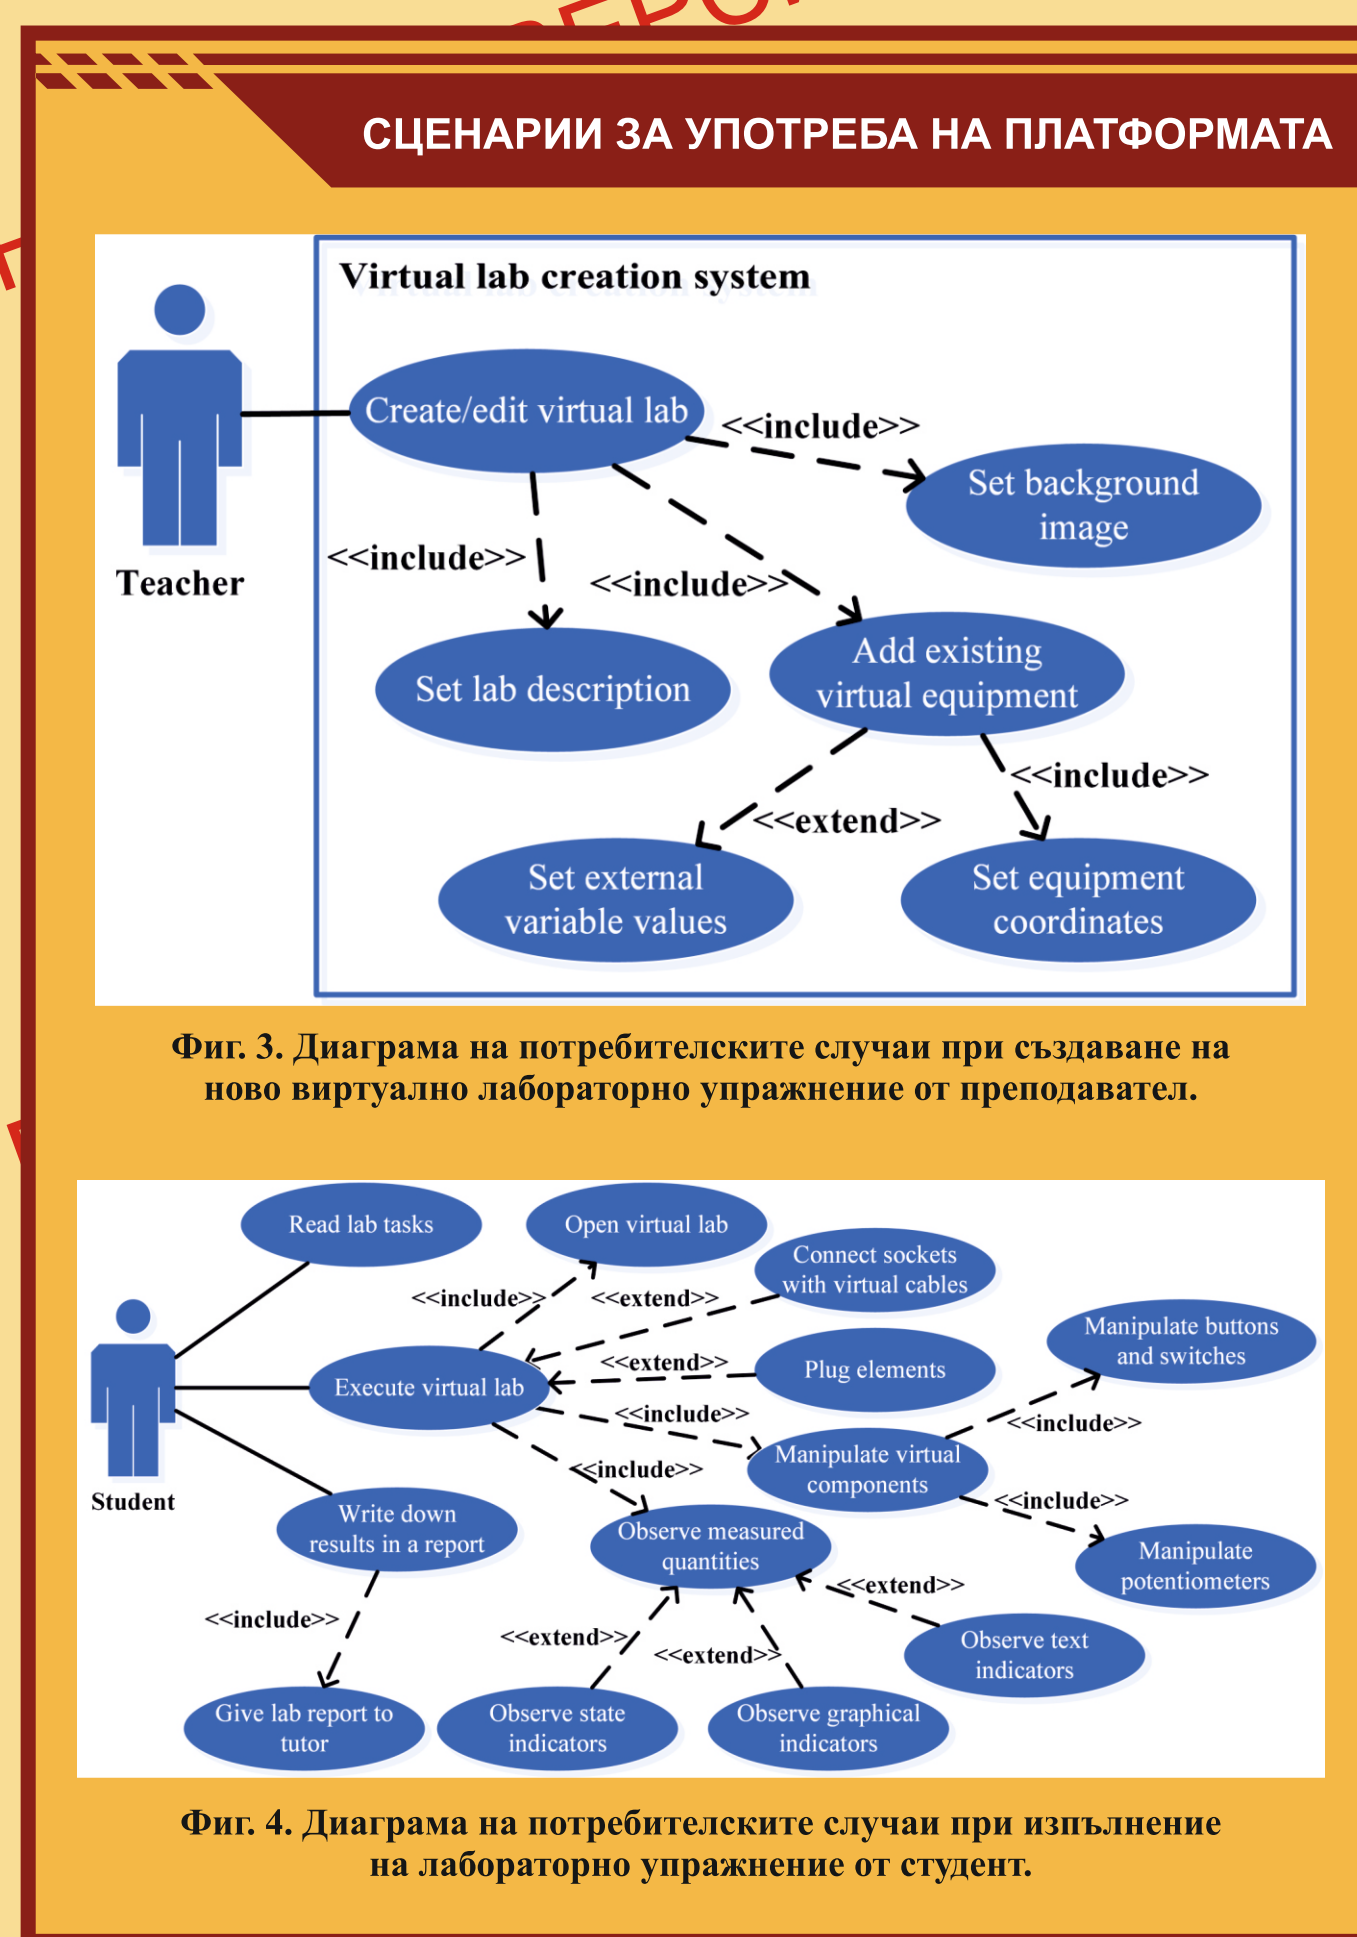 СЦЕНАРИИ ЗА УПОТРЕБА НА ПЛАТФОРМАТА
Virtual lab creation system
Create/edit virtual lab
<<include>>
Set background
image
Teacher
<<include>>
<<include>>
Set lab description
Add existing
virtual equipment
<<include>>
<<extend>>
Set external
variable values
Set equipment
coordinates
Фиг. 3. Диаграма на потребителските случаи при създаване на
ново виртуално лабораторно упражнение от преподавател.
Read lab tasks
Open virtual lab
Connect sockets
with virtual cables
<<include>>
<<extend>>
Manipulate buttons
and switches
Execute virtual lab
<<extend>>
Plug elements
<<include>>
<<include>>
Manipulate virtual
components
<<include>>
Student
<<include>>
Write down
results in a report
Observe measured
quantities
Manipulate
potentiometers
<<extend>>
<<include>>
<<extend>>
<<extend>>
Observe text
indicators
Give lab report to
tutor
Observe state
indicators
Observe graphical
indicators
Фиг. 4. Диаграма на потребителските случаи при изпълнение
на лабораторно упражнение от студент.